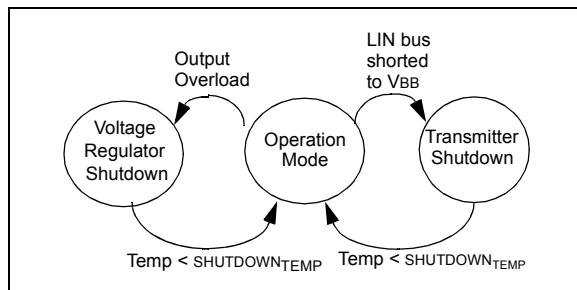 Output
Overload
LIN bus
shorted
to VBB
Voltage
Regulator
Shutdown
Operation
Mode
Transmitter
Shutdown
Temp < SHUTDOWNTEMP
Temp < SHUTDOWNTEMP